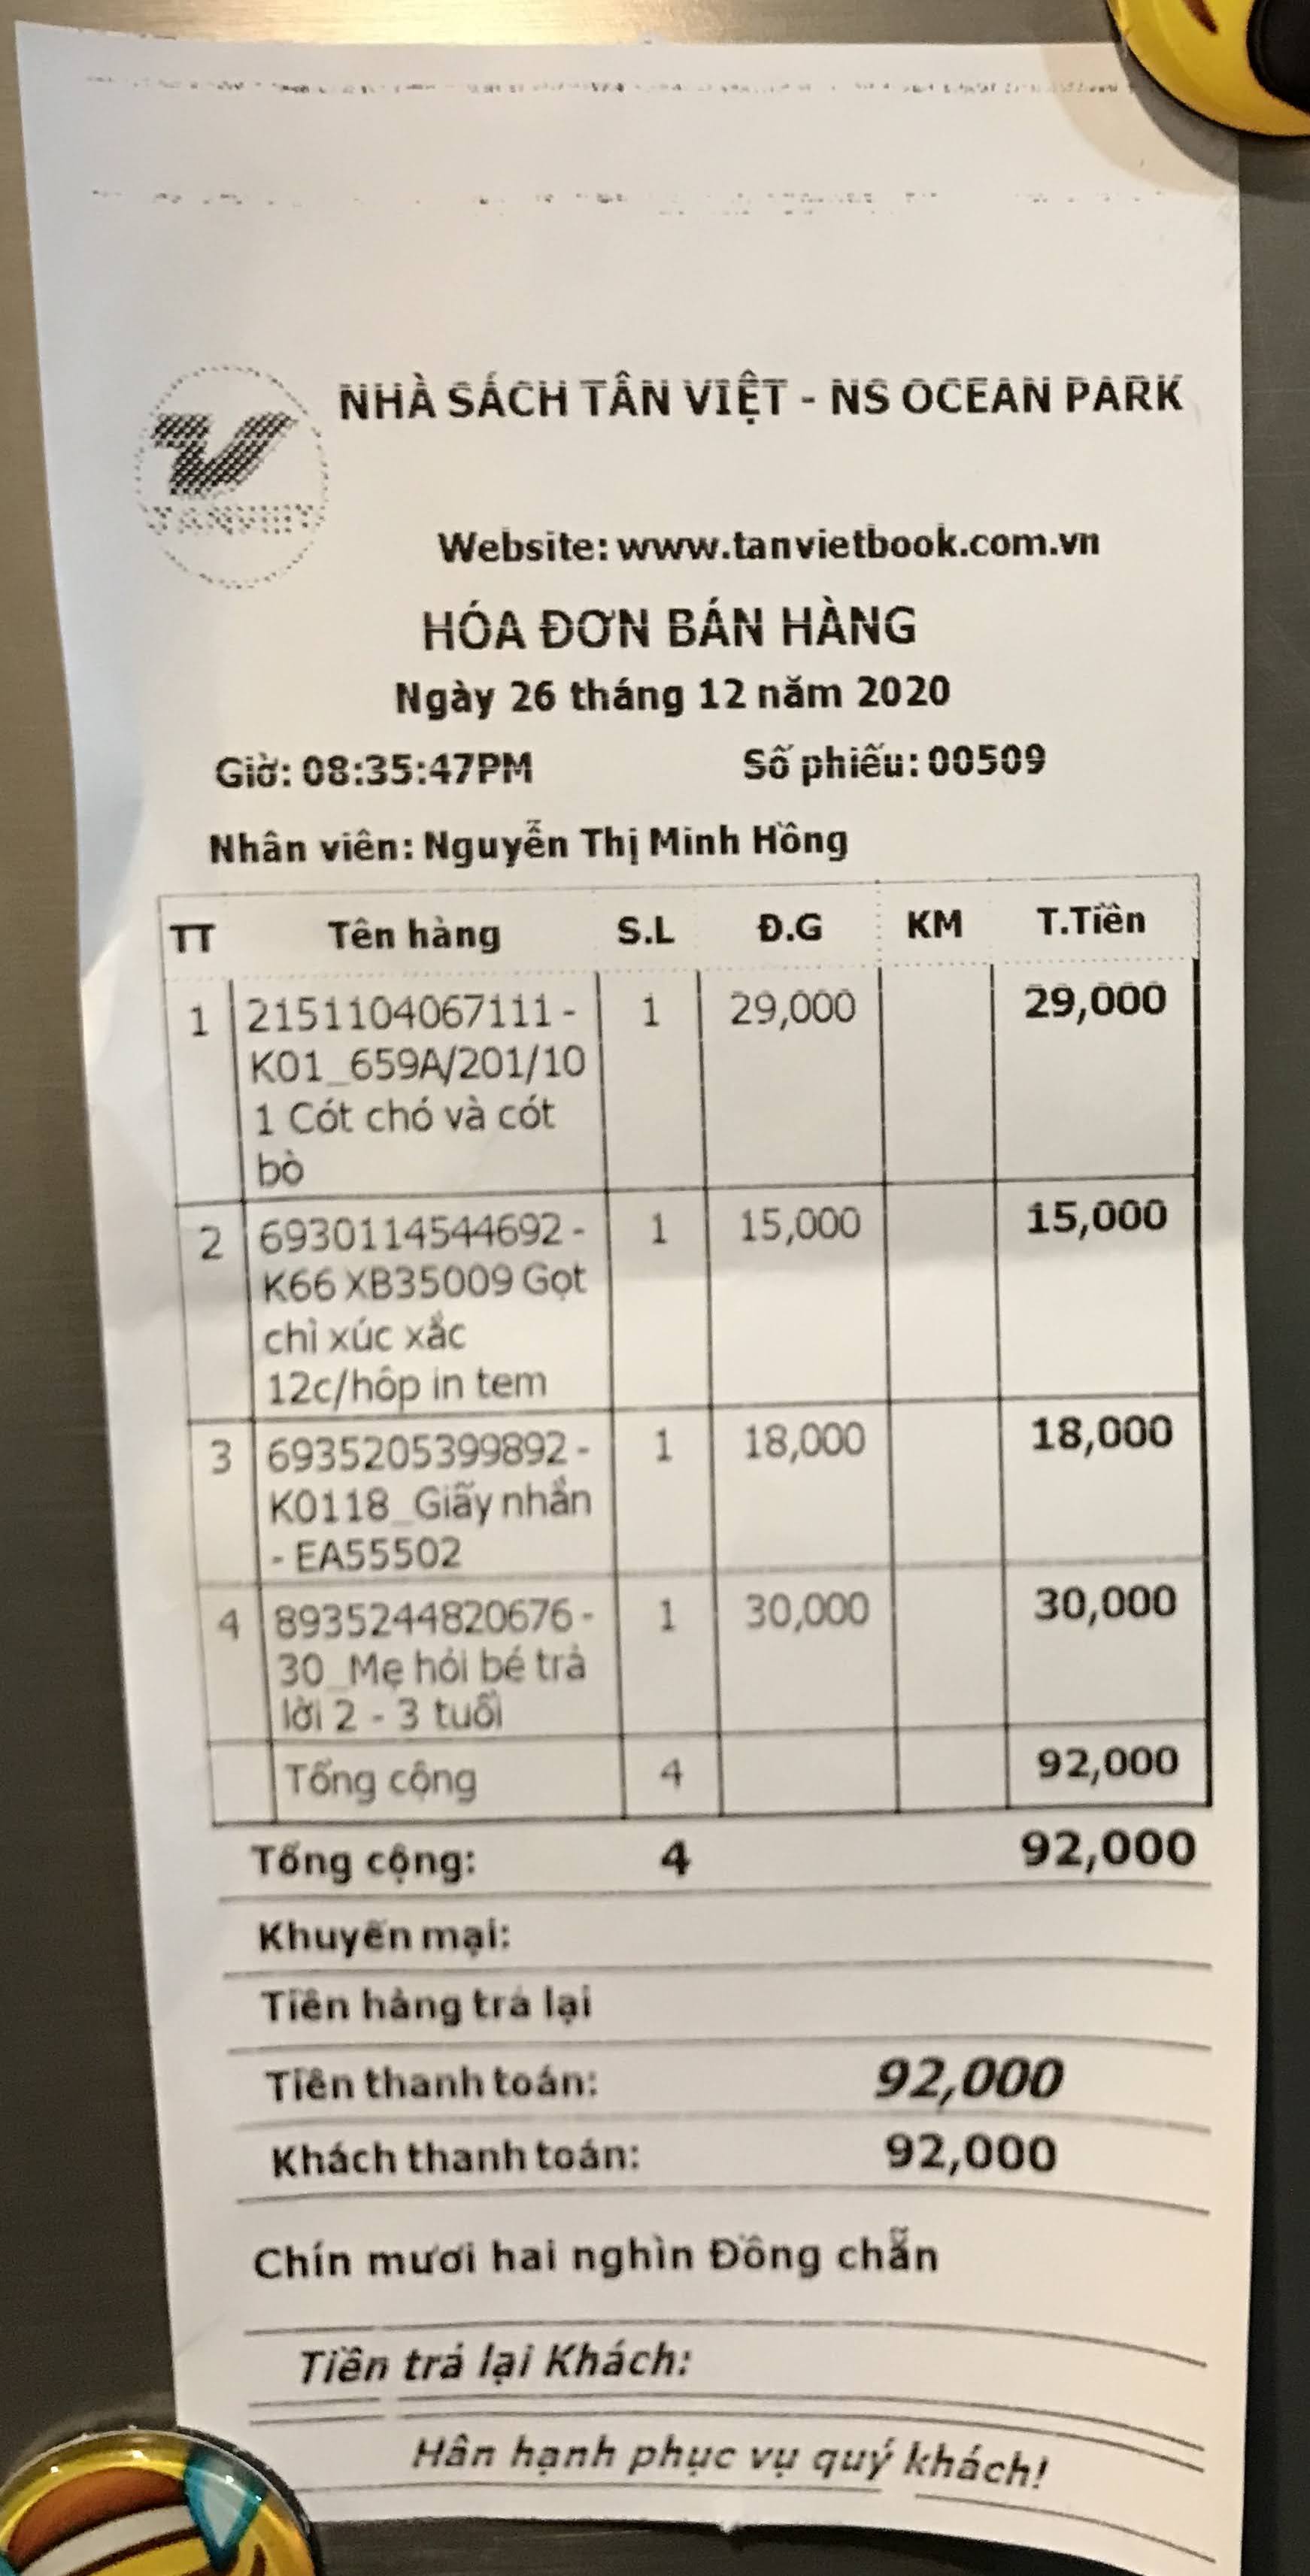 NHÀ SÁCH TÂN VIỆT - NS OCEAN PARK
TANVIET
Website: www.tanvietbook.com.vn
HÓA ĐƠN BÁN HÀNG
Ngày 26 tháng 12 năm 2020
Giờ: 08:35:47PM Số phiếu: 00509
Nhân viên: Nguyễn Thị Minh Hồng
TT Tên hàng S.L Đ.G KM T.Tiền
1 2151104067111 - 1 29,000 29,000
K01_659A/201/10
1 Cót chó và cót
bò
2 6930114544692 - 1 15,000 15,000
K66 XB35009 Gọt
chì xúc xắc
12c/hôp in tem
3 6935205399892 - 1 18,000 18,000
K0118_Giấy nhắn
- EA55502
4 8935244820676 - 1 30,000 30,000
30_Mẹ hỏi bé trả
lời 2 - 3 tuổi
Tổng cộng 4 92,000
Tổng cộng: 4 92,000
Khuyến mại:
Tiền hàng trả lại
Tiền thanh toán: 92,000
Khách thanh toán: 92,000
Chín mươi hai nghìn Đồng chẵn
Tiền trả lại Khách:
Hân hạnh phục vụ quý khách!